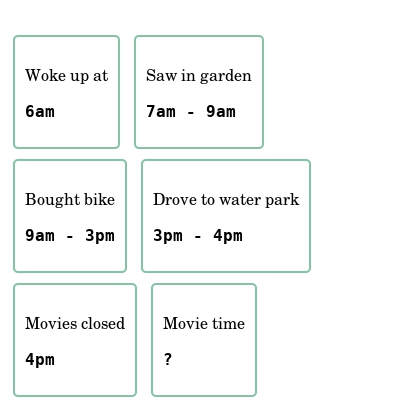 Woke up at
6am
Saw in garden
7am - 9am
Bought bike
9am - 3pm
Drove to water park
3pm - 4pm
Movies closed
4pm
Movie time
?